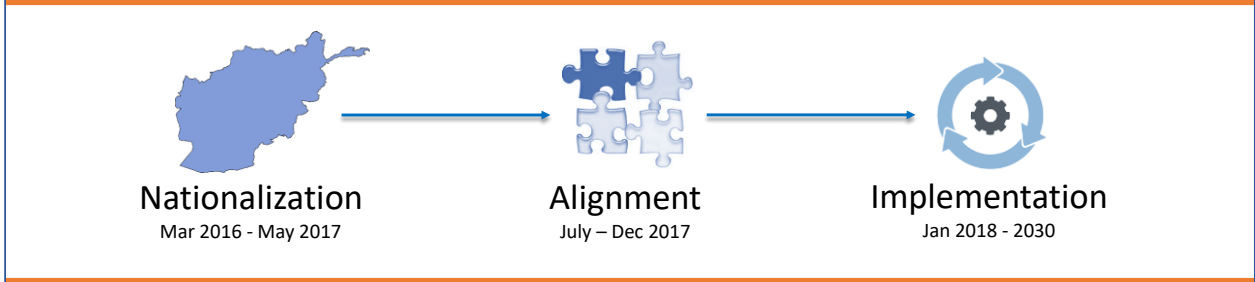 Nationalization
Mar 2016 - May 2017
Alignment
July – Dec 2017
Implementation
Jan 2018 - 2030